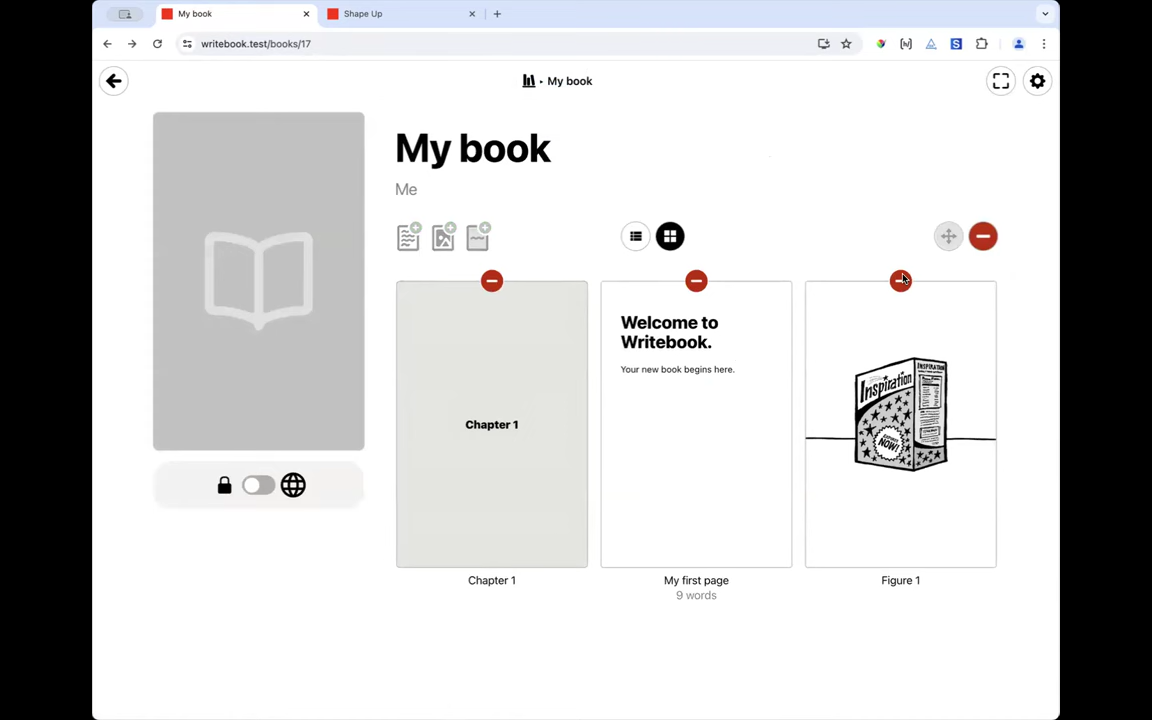 My book
Shape Up
writebook.test/books/17
My book
My book
Me
Welcome to
Writebook.
Your new book begins here.
Inspiration
INSPIRATION
NOW!
Chapter 1
Chapter 1
My first page
Figure 1
9 words